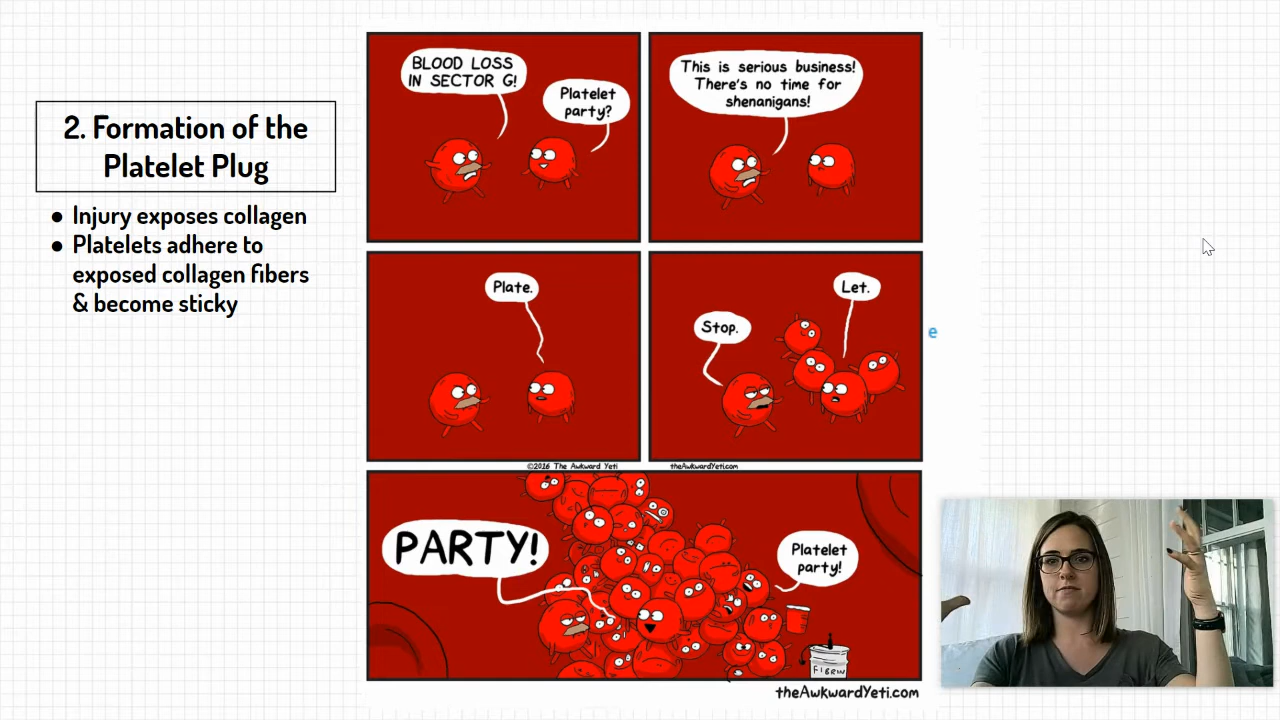 2. Formation of the
Platelet Plug
● Injury exposes collagen
● Platelets adhere to
exposed collagen fibers
& become sticky
BLOOD LOSS
IN SECTOR G!
Platelet
party?
This is serious business!
There's no time for
shenanigans!
Plate.
Stop.
Let.
©2016 The Awkward Yeti
theAwkwardYeti.com
PARTY!
Platelet
party!
FIBRIN
theAwkwardYeti.com
e